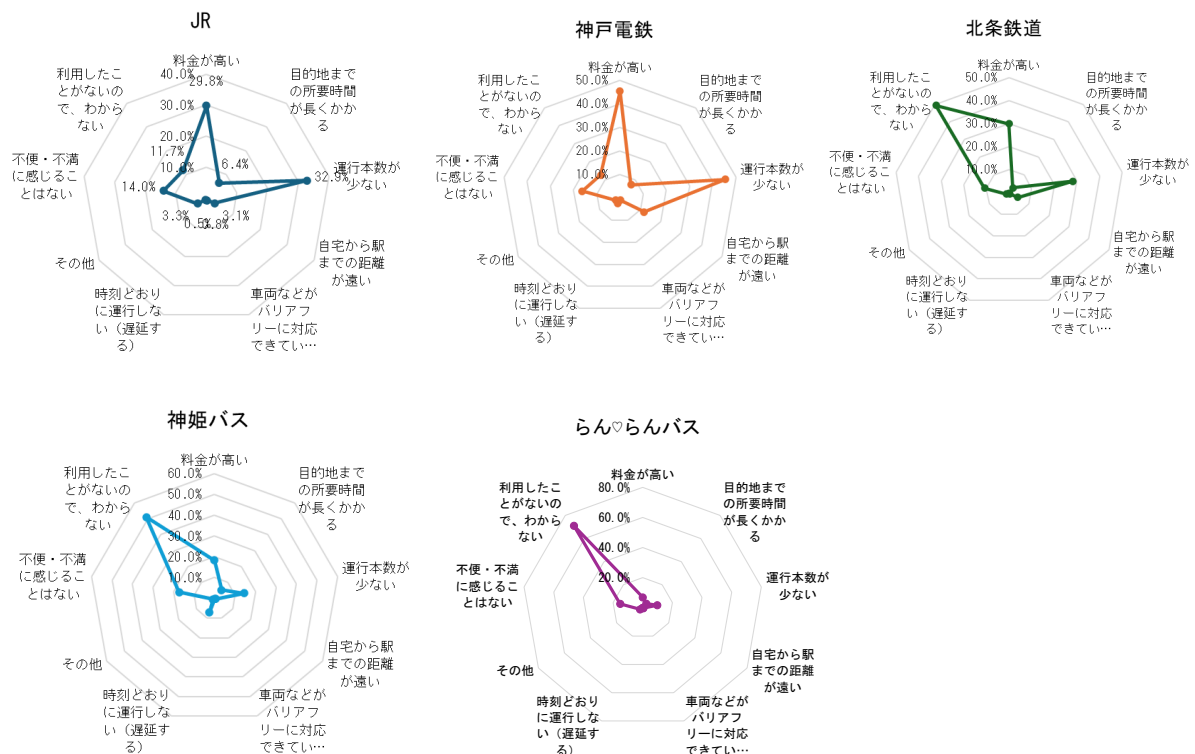 JR
料金が高い
40.0%
29.8%
30.0%
20.0%
10.0%
目的地まで
の所要時間
が長くかか
る
6.4%
運行本数が
少ない
32.9%
自宅から駅
までの距離
が遠い
3.1%
車両などが
バリアフ
リーに対応
できてい…
0.8%
時刻どおり
に運行しな
い（遅延す
る）
0.5%
その他
3.3%
不便・不満
に感じるこ
とはない
14.0%
利用したこ
とがないの
で、わから
ない
11.7%
神戸電鉄
料金が高い
50.0%
40.0%
30.0%
20.0%
10.0%
目的地まで
の所要時間
が長くかか
る
運行本数が
少ない
自宅から駅
までの距離
が遠い
車両などが
バリアフ
リーに対応
できてい…
時刻どおり
に運行しな
い（遅延す
る）
その他
不便・不満
に感じるこ
とはない
利用したこ
とがないの
で、わから
ない
北条鉄道
料金が高い
50.0%
40.0%
30.0%
20.0%
10.0%
目的地まで
の所要時間
が長くかか
る
運行本数が
少ない
自宅から駅
までの距離
が遠い
車両などが
バリアフ
リーに対応
できてい…
時刻どおり
に運行しな
い（遅延す
る）
その他
不便・不満
に感じるこ
とはない
利用したこ
とがないの
で、わから
ない
神姫バス
料金が高い
60.0%
50.0%
40.0%
30.0%
20.0%
10.0%
目的地まで
の所要時間
が長くかか
る
運行本数が
少ない
自宅から駅
までの距離
が遠い
車両などが
バリアフ
リーに対応
できてい…
時刻どおり
に運行しな
い（遅延す
る）
その他
不便・不満
に感じるこ
とはない
利用したこ
とがないの
で、わから
ない
らん♡らんバス
料金が高い
80.0%
60.0%
40.0%
20.0%
目的地まで
の所要時間
が長くかか
る
運行本数が
少ない
自宅から駅
までの距離
が遠い
車両などが
バリアフ
リーに対応
できてい…
時刻どおり
に運行しな
い（遅延す
る）
その他
不便・不満
に感じるこ
とはない
利用したこ
とがないの
で、わから
ない